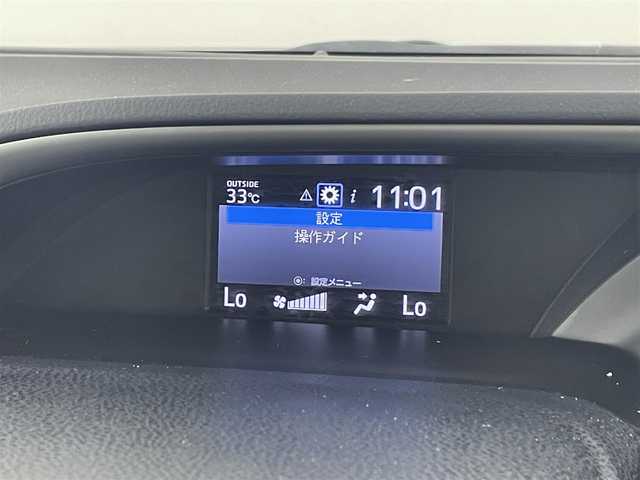 OUTSIDE
33℃ i 11:01
設定
操作ガイド
◉: 設定メニュー
Lo Lo